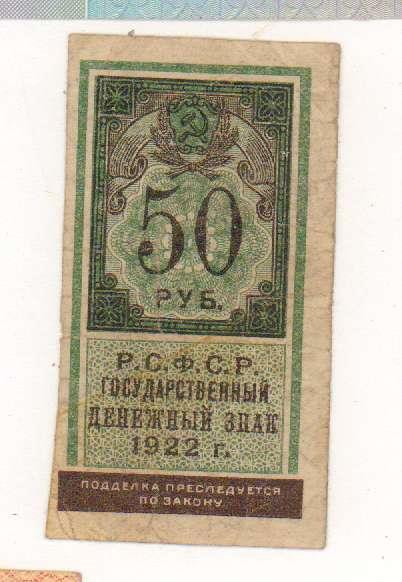 50
РУБ.
Р.С.Ф.С.Р.
ГОСУДАРСТВЕННЫЙ
ДЕНЕЖНЫЙ ЗНАК
1922 г.
ПОДДЕЛКА ПРЕСЛЕДУЕТСЯ
ПО ЗАКОНУ